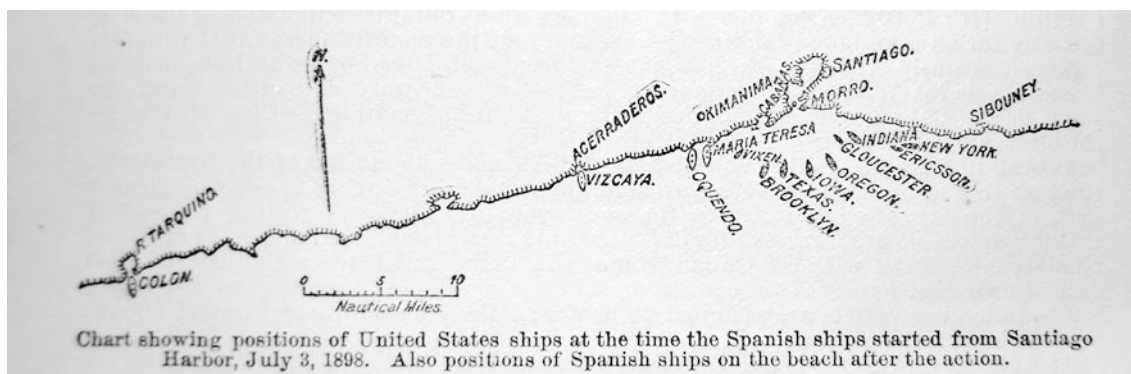 N.
SANTIAGO.
KIMANIMA
CABANAS
MORRO.
ACERRADEROS.
SIBOUNEY.
MARIA TERESA
VIXEN
INDIANA
NEW YORK.
ERICSSON
GLOUCESTER
OREGON.
IOWA.
TEXAS.
BROOKLYN.
OQUENDO.
VIZCAYA.
R. TARQUINO.
COLON.
0 5 10
Nautical Miles.
Chart showing positions of United States ships at the time the Spanish ships started from Santiago
Harbor, July 3, 1898. Also positions of Spanish ships on the beach after the action.